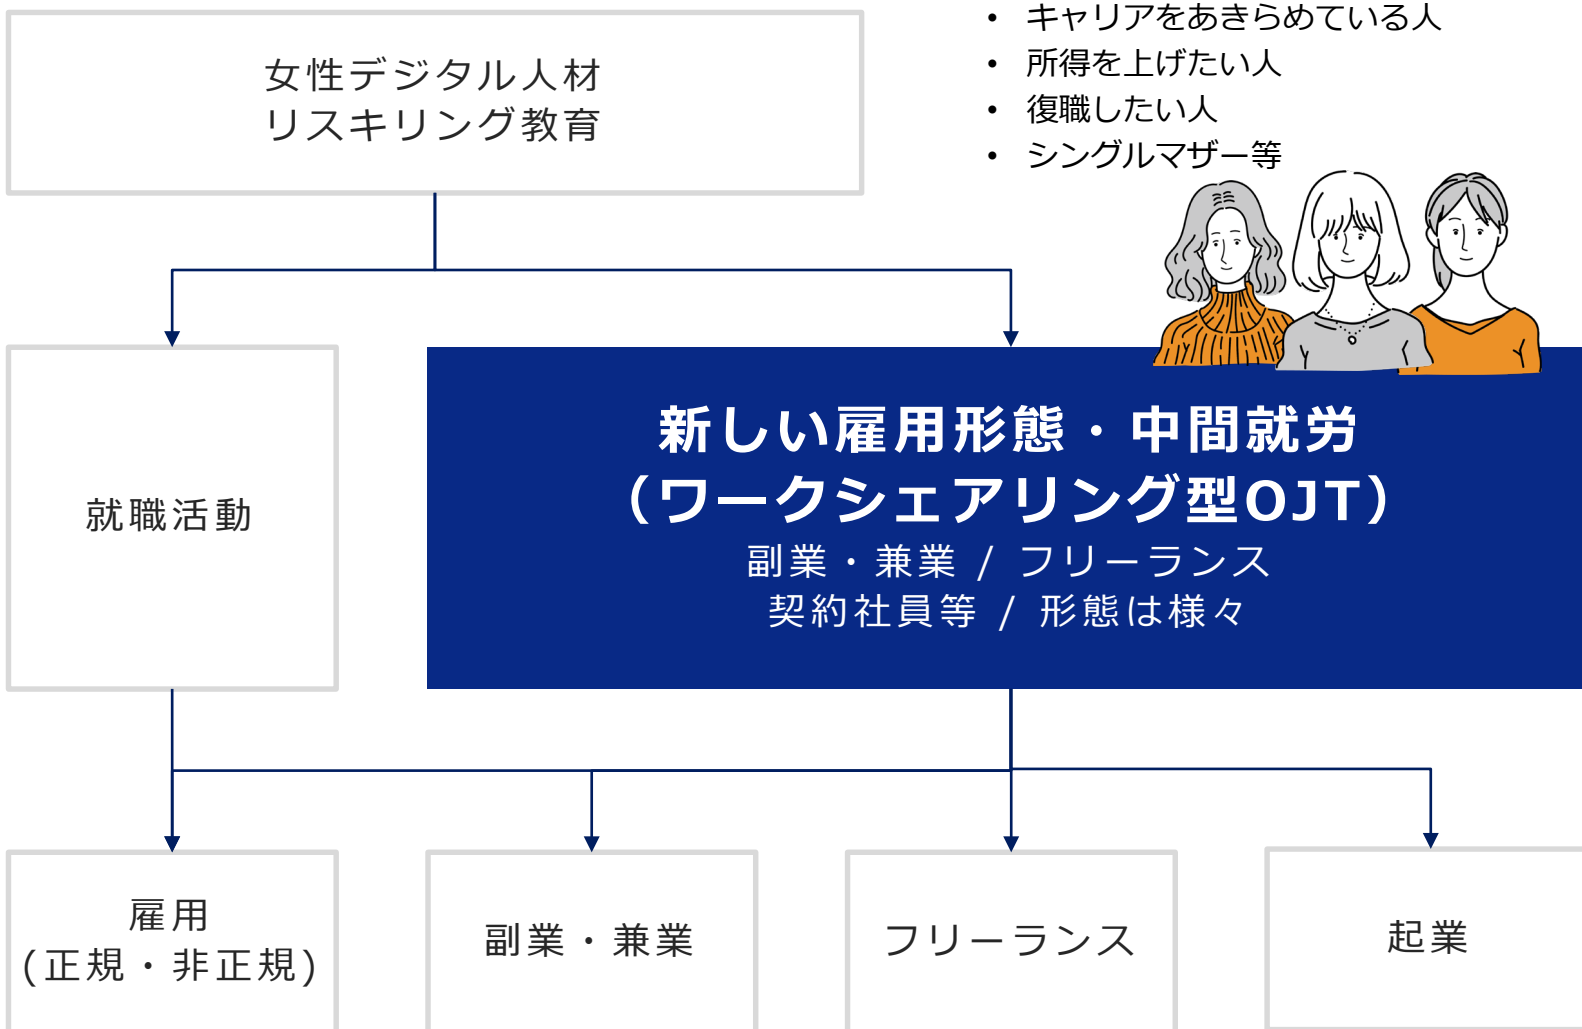 女性デジタル人材
リスキリング教育
• キャリアをあきらめている人
• 所得を上げたい人
• 復職したい人
• シングルマザー等
就職活動
新しい雇用形態・中間就労
（ワークシェアリング型OJT）
副業・兼業 / フリーランス
契約社員等 / 形態は様々
雇用
(正規・非正規)
副業・兼業
フリーランス
起業